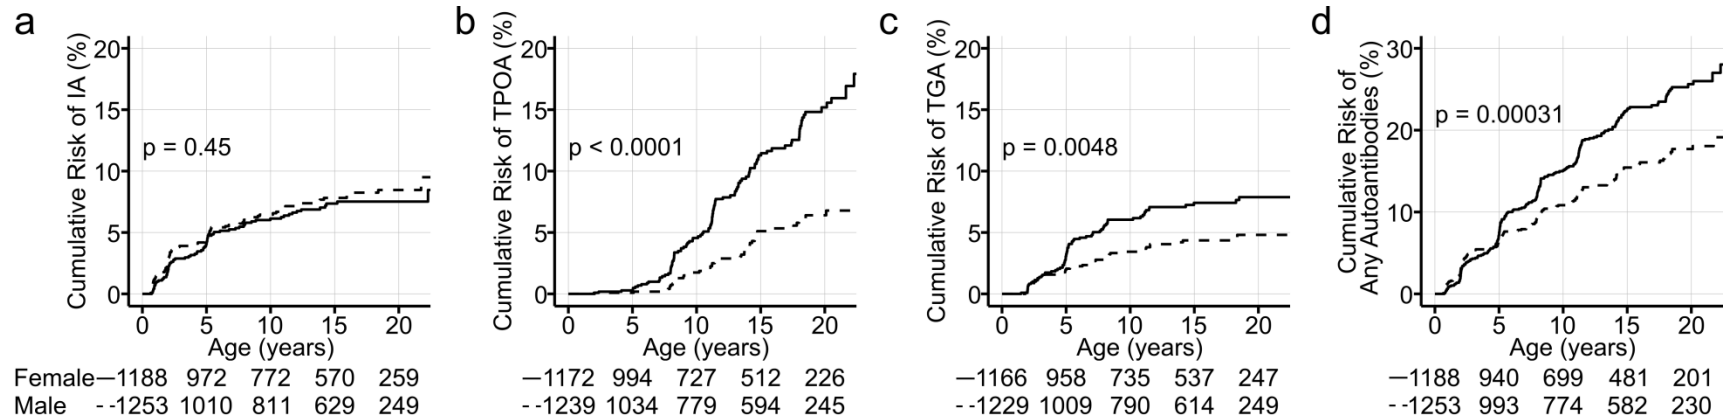 a
Cumulative Risk of IA (%)
20
15
10
5
0
p = 0.45
0 5 10 15 20
Age (years)
b
Cumulative Risk of TPOA (%)
20
15
10
5
0
p < 0.0001
0 5 10 15 20
Age (years)
c
Cumulative Risk of TGA (%)
20
15
10
5
0
p = 0.0048
0 5 10 15 20
Age (years)
d
Cumulative Risk of
Any Autoantibodies (%)
30
20
10
0
p = 0.00031
0 5 10 15 20
Age (years)
Female 1188 972 772 570 259
Male 1253 1010 811 629 249
1172 994 727 512 226
1239 1034 779 594 245
1166 958 735 537 247
1229 1009 790 614 249
1188 940 699 481 201
1253 993 774 582 230